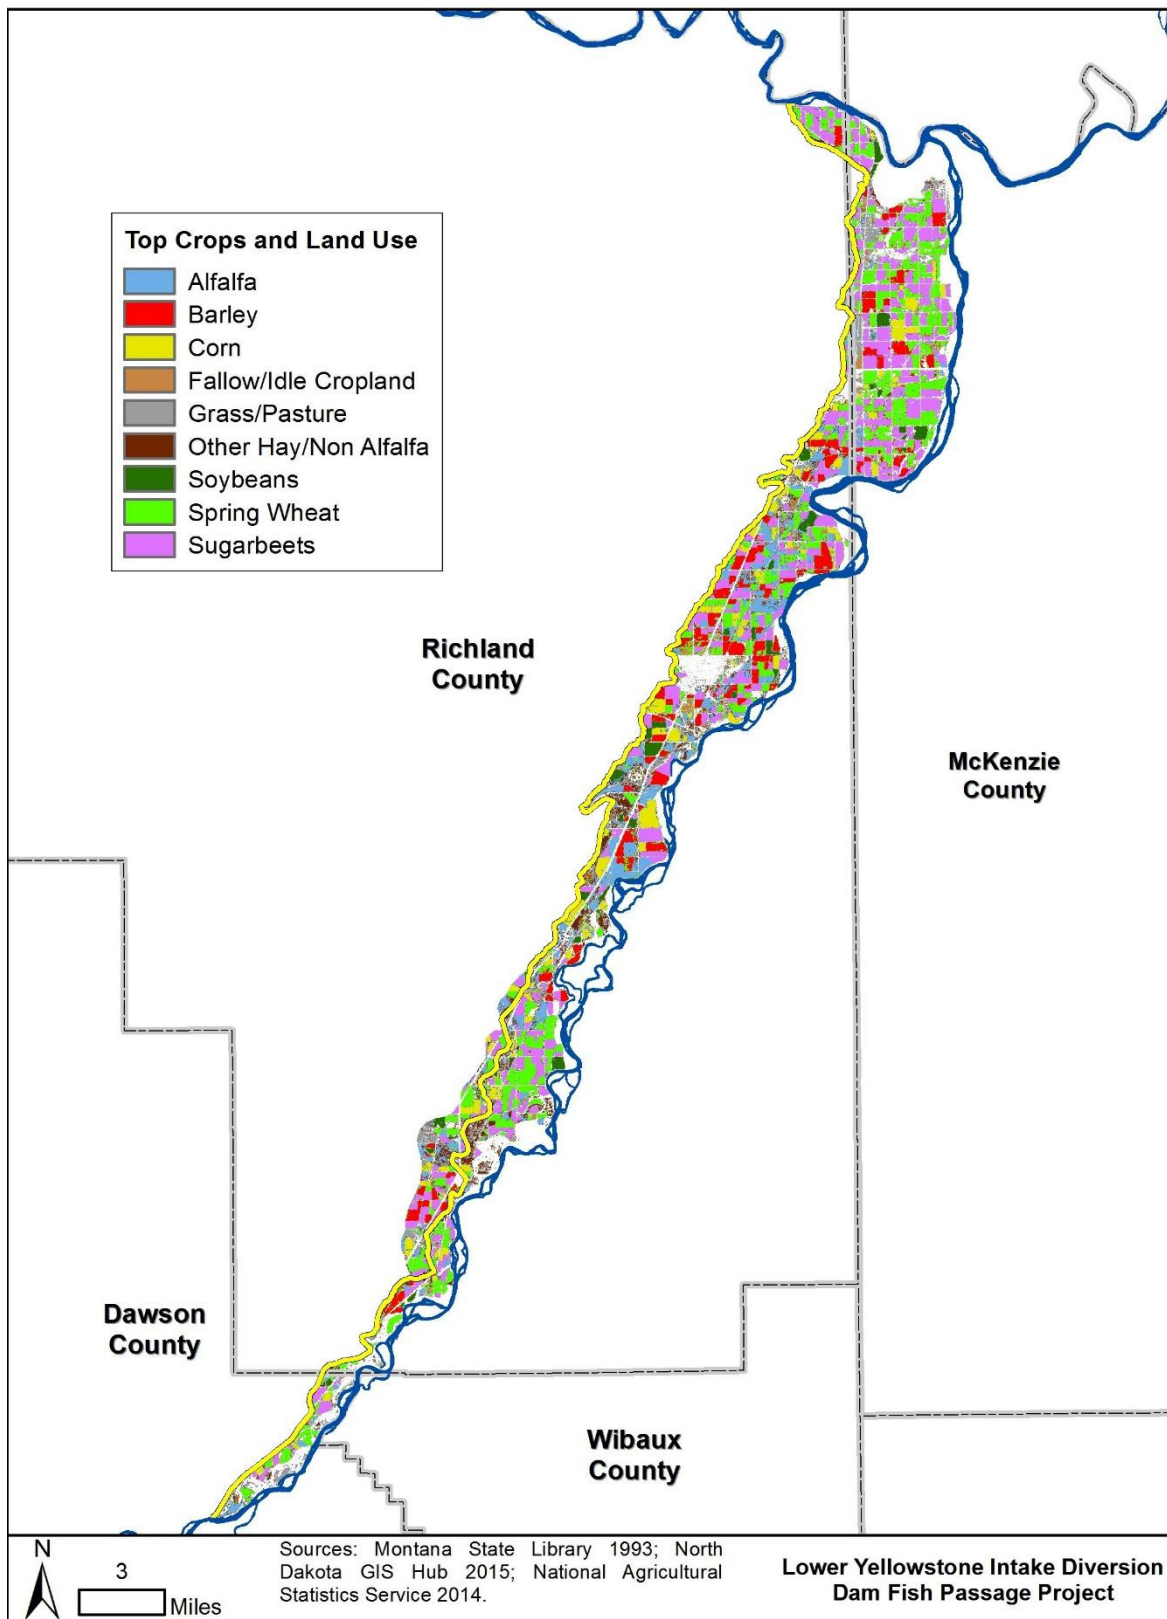 Top Crops and Land Use
Alfalfa
Barley
Corn
Fallow/Idle Cropland
Grass/Pasture
Other Hay/Non Alfalfa
Soybeans
Spring Wheat
Sugarbeets
Richland
County
McKenzie
County
Dawson
County
Wibaux
County
N
3
Miles
Sources: Montana State Library 1993; North
Dakota GIS Hub 2015; National Agricultural
Statistics Service 2014.
Lower Yellowstone Intake Diversion
Dam Fish Passage Project